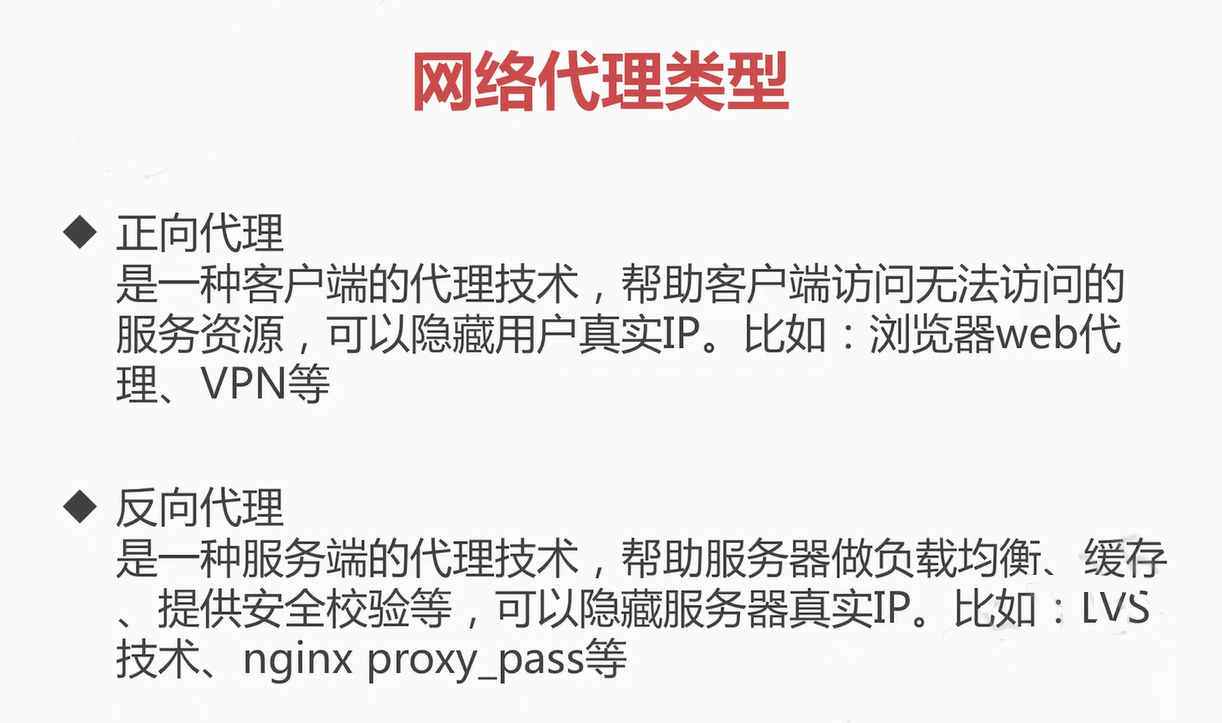 网络代理类型
◆ 正向代理
是一种客户端的代理技术，帮助客户端访问无法访问的
服务资源，可以隐藏用户真实IP。比如：浏览器web代
理、VPN等
◆ 反向代理
是一种服务端的代理技术，帮助服务器做负载均衡、缓存
、提供安全校验等，可以隐藏服务器真实IP。比如：LVS
技术、nginx proxy_pass等